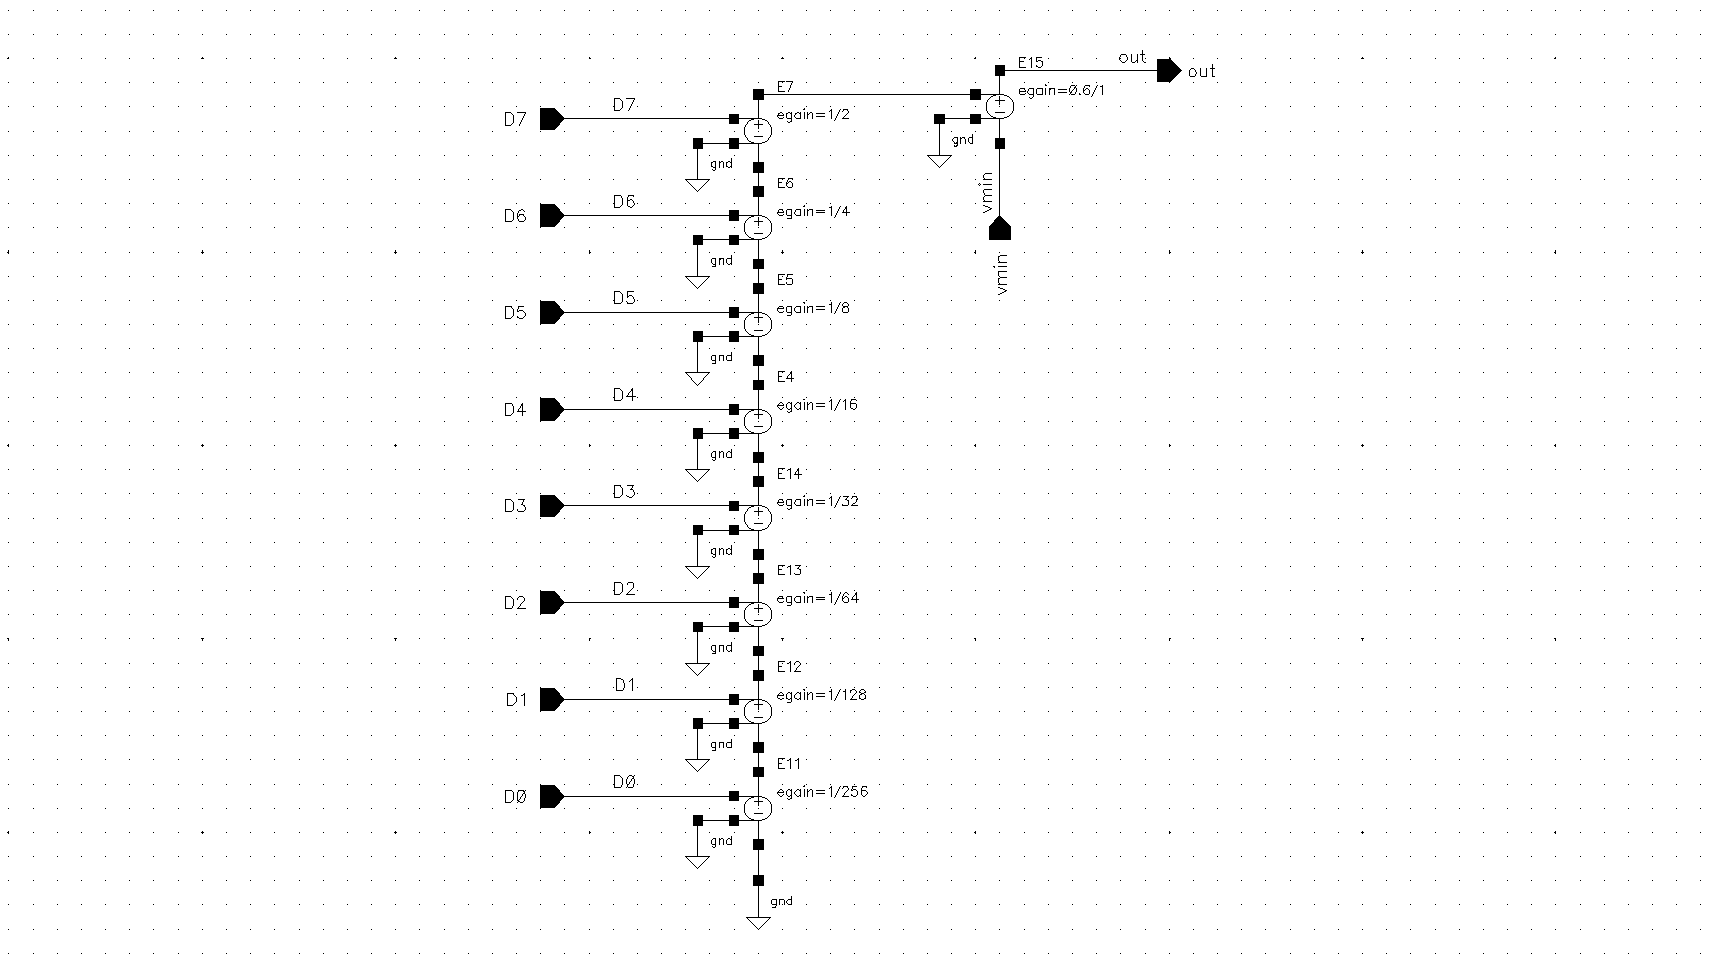 E15
out
out
egain=0.6/1
gnd
vmin
vmin
E7
D7
D7
egain=1/2
gnd
E6
D6
D6
egain=1/4
gnd
E5
D5
D5
egain=1/8
gnd
E4
D4
D4
egain=1/16
gnd
E14
D3
D3
egain=1/32
gnd
E13
D2
D2
egain=1/64
gnd
E12
D1
D1
egain=1/128
gnd
E11
D0
D0
egain=1/256
gnd
gnd